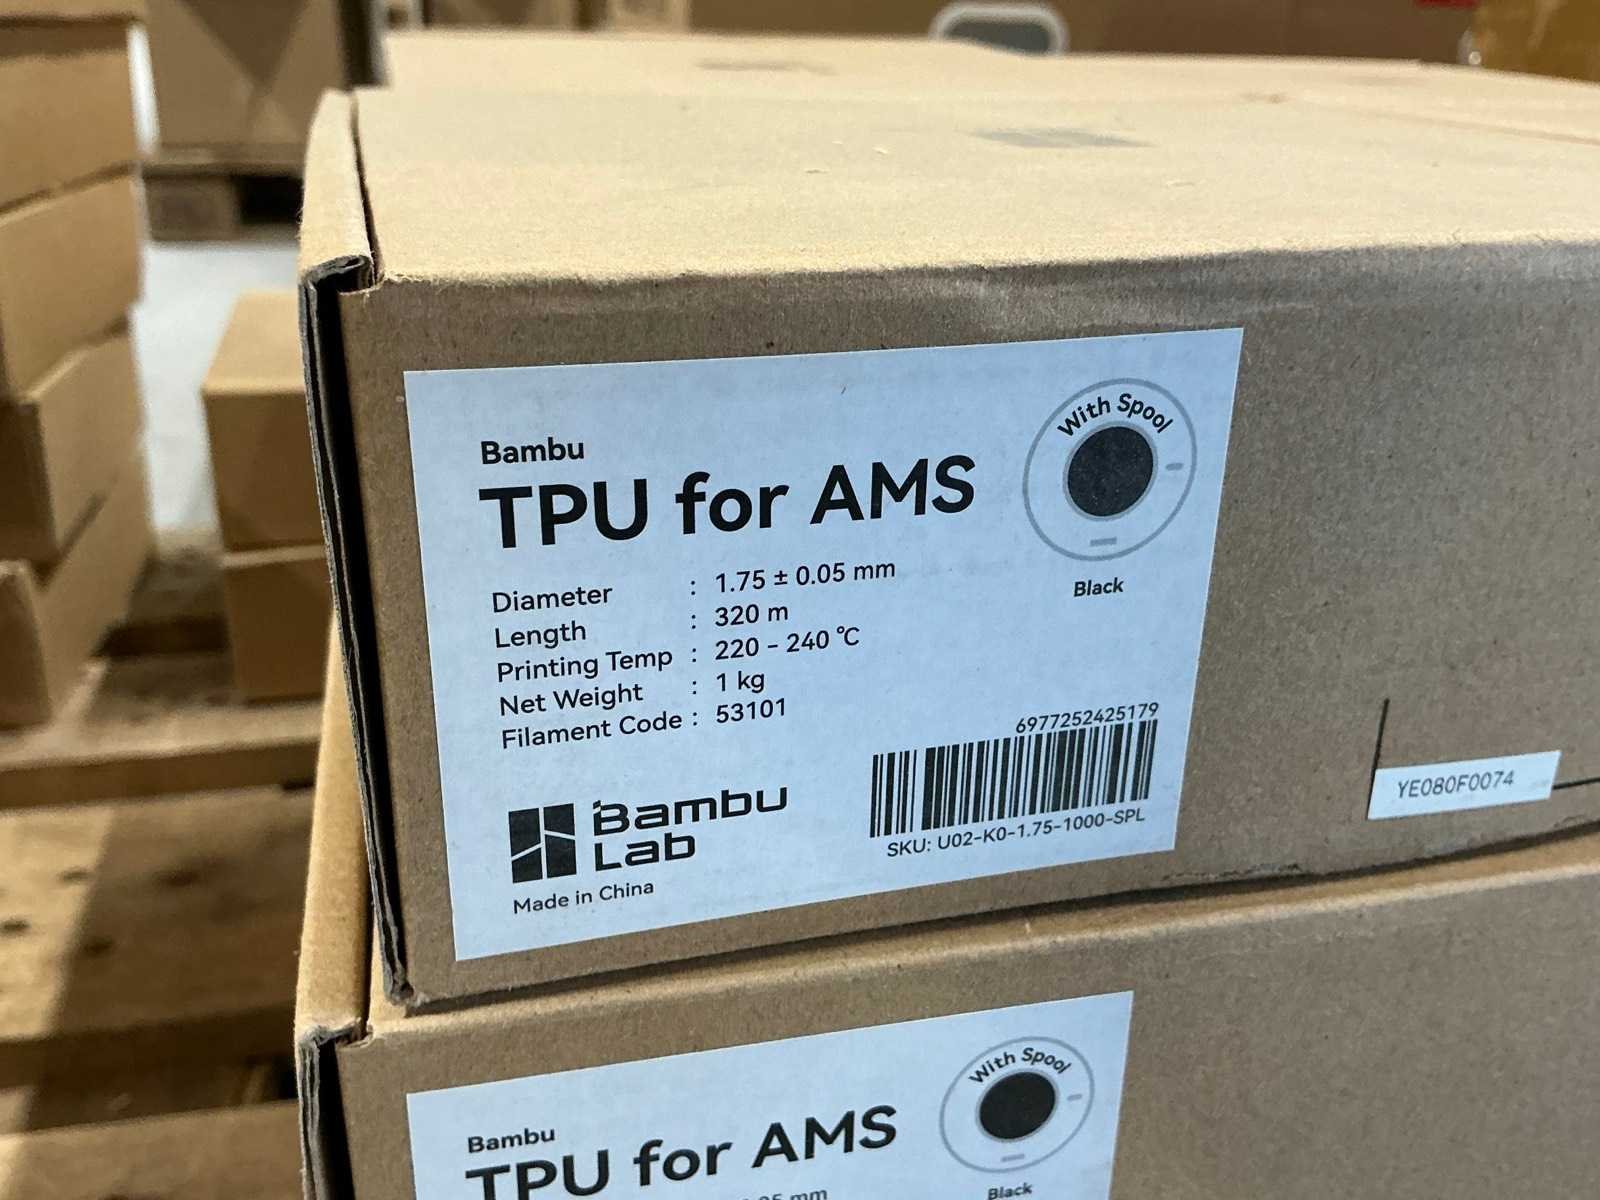 Bambu
TPU for AMS
With Spool
Black
Diameter : 1.75 ± 0.05 mm
Length : 320 m
Printing Temp : 220 - 240 ℃
Net Weight : 1 kg
Filament Code : 53101
6977252425179
SKU: U02-K0-1.75-1000-SPL
Bambu
Lab
Made in China
YE080F0074
Bambu
TPU for AMS
With Spool
Black
mm